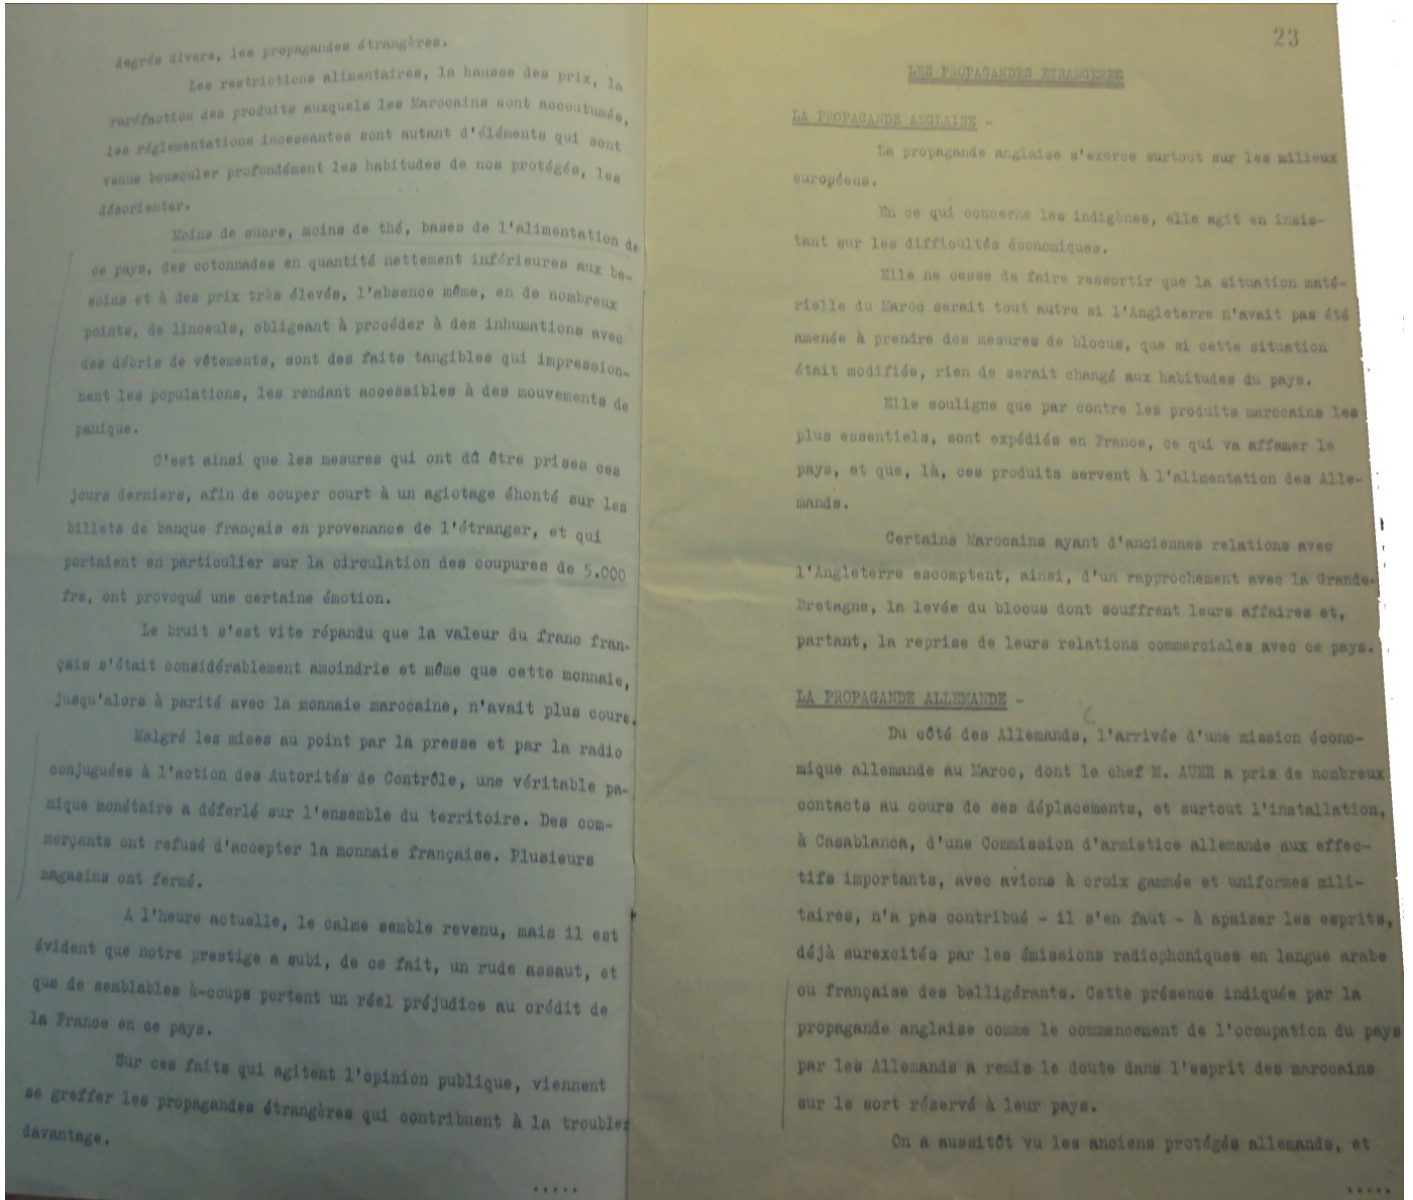 degrés divers, les propagandes étrangères.
Les restrictions alimentaires, la hausse des prix, la
raréfaction des produits auxquels les Marocains sont accoutumés,
les réglementations incessantes sont autant d'éléments qui sont
venus bousculer profondément les habitudes de nos protégés, les
désorienter.
Moins de sucre, moins de thé, bases de l'alimentation de
ce pays, des cotonnades en quantité nettement inférieures aux be-
soins et à des prix très élevés, l'absence même, en de nombreux
points, de linceuls, obligeant à procéder à des inhumations avec
des débris de vêtements, sont des faits tangibles qui impression-
nent les populations, les rendant accessibles à des mouvements de
panique.
C'est ainsi que les mesures qui ont dû être prises ces
jours derniers, afin de couper court à un agiotage éhonté sur les
billets de banque français en provenance de l'étranger, et qui
portaient en particulier sur la circulation des coupures de 5.000
frs, ont provoqué une certaine émotion.
Le bruit s'est vite répandu que la valeur du franc fran-
çais s'était considérablement amoindrie et même que cette monnaie,
jusqu'alors à parité avec la monnaie marocaine, n'avait plus cours.
Malgré les mises au point par la presse et par la radio
conjuguées à l'action des Autorités de Contrôle, une véritable pa-
nique monétaire a déferlé sur l'ensemble du territoire. Des com-
merçants ont refusé d'accepter la monnaie française. Plusieurs
magasins ont fermé.
A l'heure actuelle, le calme semble revenu, mais il est
évident que notre prestige a subi, de ce fait, un rude assaut, et
que de semblables à-coups portent un réel préjudice au crédit de
la France en ce pays.
Sur ces faits qui agitent l'opinion publique, viennent
se greffer les propagandes étrangères qui contribuent à la troubler
davantage.
.....
23
LES PROPAGANDES ETRANGERES
LA PROPAGANDE ANGLAISE -
La propagande anglaise s'exerce surtout sur les milieux
européens.
En ce qui concerne les indigènes, elle agit en insis-
tant sur les difficultés économiques.
Elle ne cesse de faire ressortir que la situation maté-
rielle du Maroc serait tout autre si l'Angleterre n'avait pas été
amenée à prendre des mesures de blocus, que si cette situation
était modifiée, rien de serait changé aux habitudes du pays.
Elle souligne que par contre les produits marocains les
plus essentiels, sont expédiés en France, ce qui va affamer le
pays, et que, là, ces produits servent à l'alimentation des Alle-
mands.
Certains Marocains ayant d'anciennes relations avec
l'Angleterre escomptent, ainsi, d'un rapprochement avec la Grande-
Bretagne, la levée du blocus dont souffrent leurs affaires et,
partant, la reprise de leurs relations commerciales avec ce pays.
LA PROPAGANDE ALLEMANDE -
Du côté des Allemands, l'arrivée d'une mission écono-
mique allemande au Maroc, dont le chef M. AUER a pris de nombreux
contacts au cours de ses déplacements, et surtout l'installation,
à Casablanca, d'une Commission d'armistice allemande aux effec-
tifs importants, avec avions à croix gammée et uniformes mili-
taires, n'a pas contribué - il s'en faut - à apaiser les esprits,
déjà surexcités par les émissions radiophoniques en langue arabe
ou française des belligérants. Cette présence indiquée par la
propagande anglaise comme le commencement de l'occupation du pays
par les Allemands a remis le doute dans l'esprit des marocains
sur le sort réservé à leur pays.
On a aussitôt vu les anciens protégés allemands, et
.....